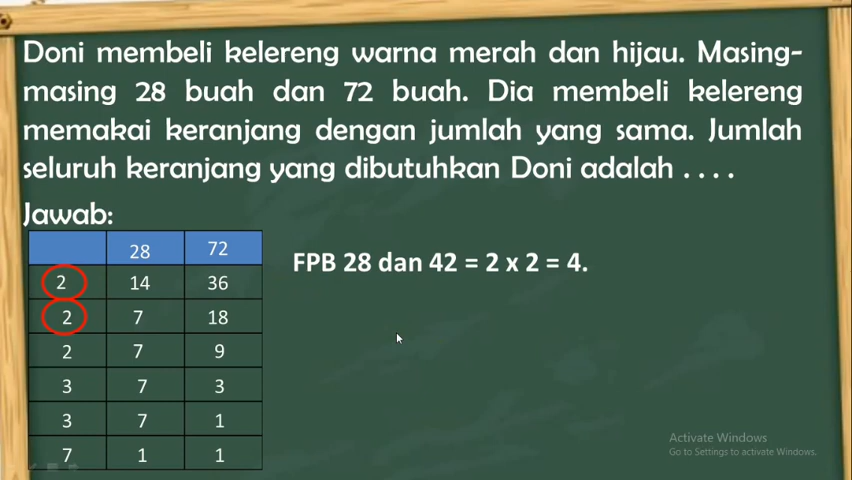 Doni membeli kelereng warna merah dan hijau. Masing-
masing 28 buah dan 72 buah. Dia membeli kelereng
memakai keranjang dengan jumlah yang sama. Jumlah
seluruh keranjang yang dibutuhkan Doni adalah . . . .
Jawab:
28 72
2 14 36
2 7 18
2 7 9
3 7 3
3 7 1
7 1 1
FPB 28 dan 42 = 2 x 2 = 4.
Activate Windows
Go to Settings to activate Windows.